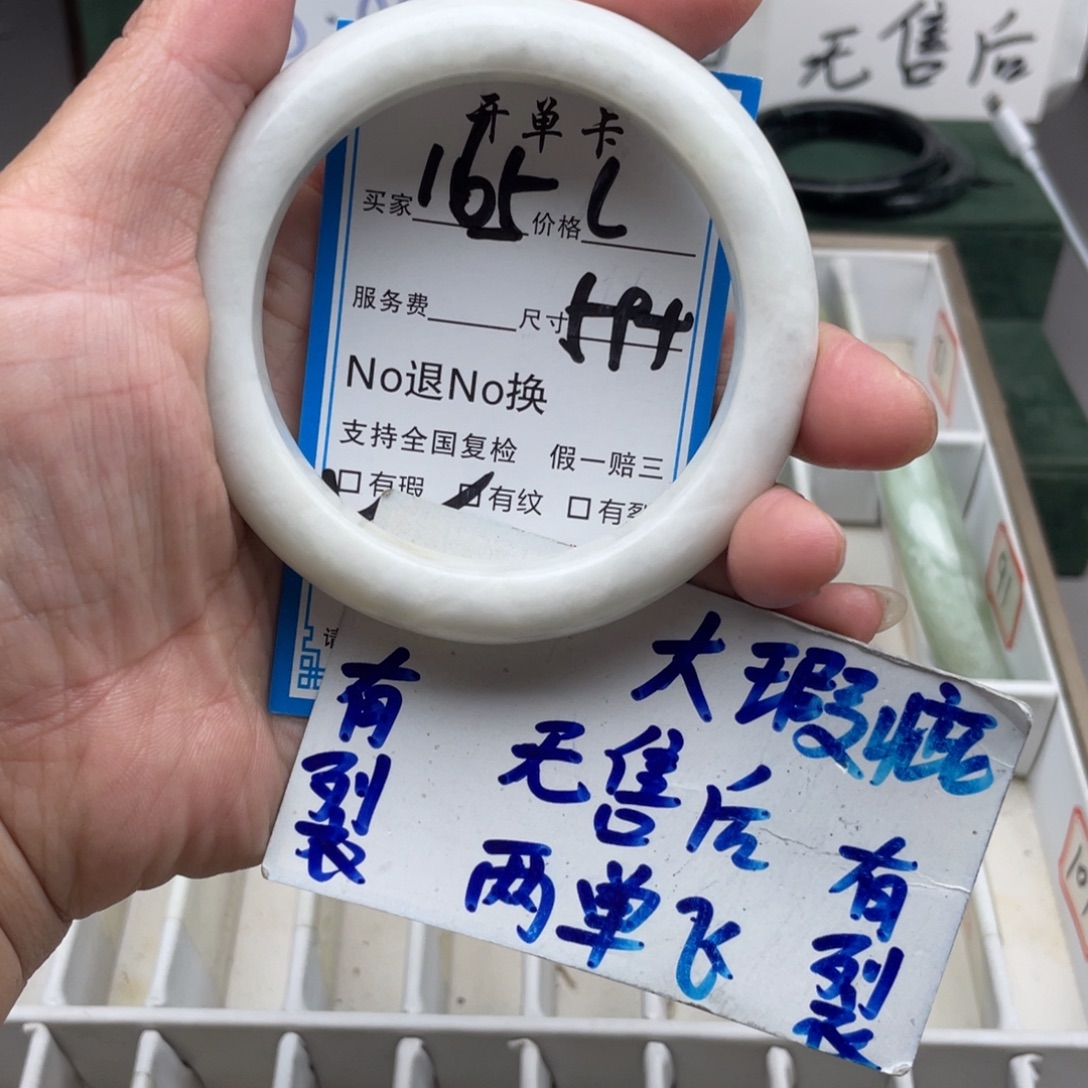 无售后
开单卡
买家 165 价格 L
服务费 尺寸
No退No换
支持全国复检 假一赔三
有瑕 有纹 有裂
请
大瑕疵
有裂
无售后
两单飞
有裂
91